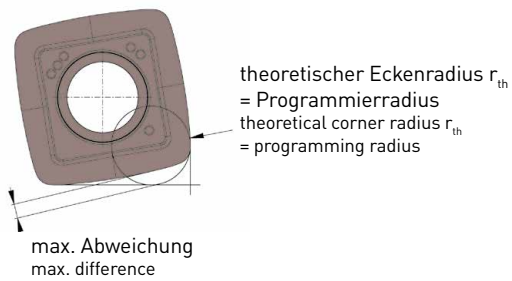 theoretischer Eckenradius r_th
= Programmierradius
theoretical corner radius r_th
= programming radius
max. Abweichung
max. difference